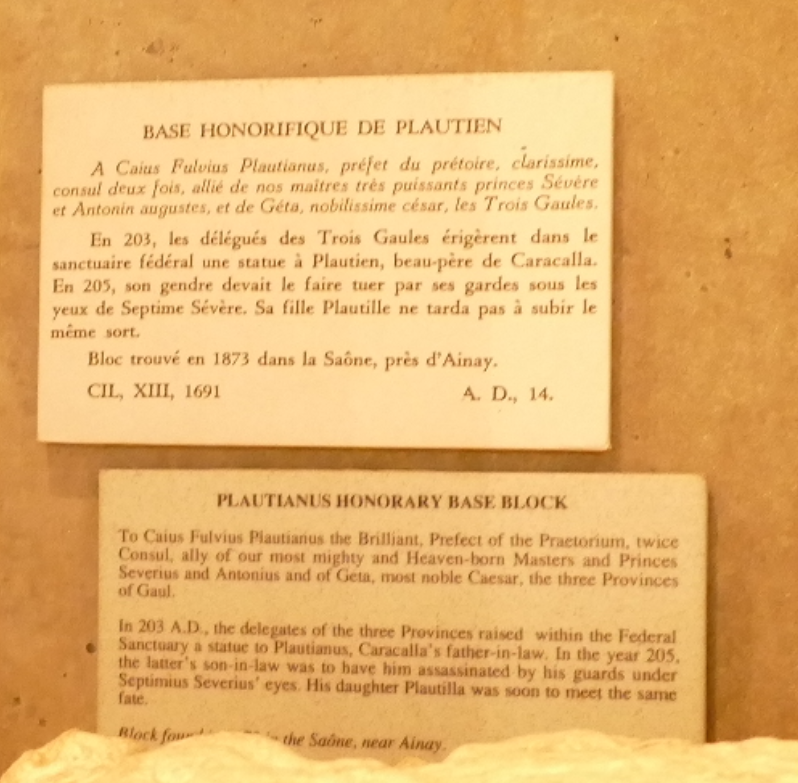 BASE HONORIFIQUE DE PLAUTIEN
A Caius Fulvius Plautianus, préfet du prétoire, clarissime,
consul deux fois, allié de nos maîtres très puissants princes Sévère
et Antonin augustes, et de Géta, nobilissime césar, les Trois Gaules.
En 203, les délégués des Trois Gaules érigèrent dans le
sanctuaire fédéral une statue à Plautien, beau-père de Caracalla.
En 205, son gendre devait le faire tuer par ses gardes sous les
yeux de Septime Sévère. Sa fille Plautille ne tarda pas à subir le
même sort.
Bloc trouvé en 1873 dans la Saône, près d'Ainay.
CIL, XIII, 1691 A. D., 14.
PLAUTIANUS HONORARY BASE BLOCK
To Caius Fulvius Plautianus the Brilliant, Prefect of the Praetorium, twice
Consul, ally of our most mighty and Heaven-born Masters and Princes
Severius and Antonius and of Geta, most noble Caesar, the three Provinces
of Gaul.
In 203 A.D., the delegates of the three Provinces raised within the Federal
Sanctuary a statue to Plautianus, Caracalla's father-in-law. In the year 205,
the latter's son-in-law was to have him assassinated by his guards under
Septimius Severius' eyes. His daughter Plautilla was soon to meet the same
fate.
Block the Saône, near Ainay.